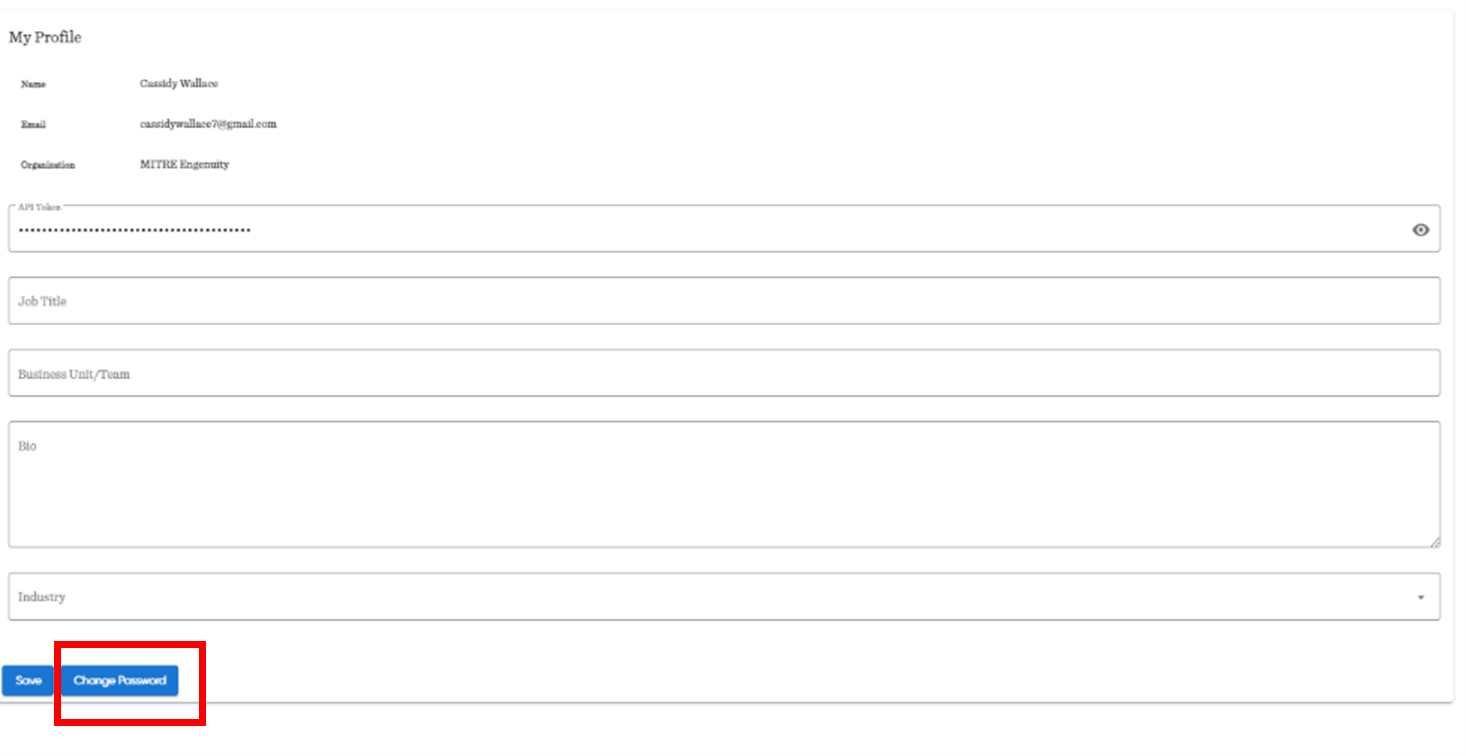 My Profile
Name Cassidy Wallace
Email cassidywallace7@gmail.com
Organization MITRE Engenuity
API Token
••••••••••••••••••••••••••••••••••••••••
Job Title
Business Unit/Team
Bio
Industry
Save Change Password